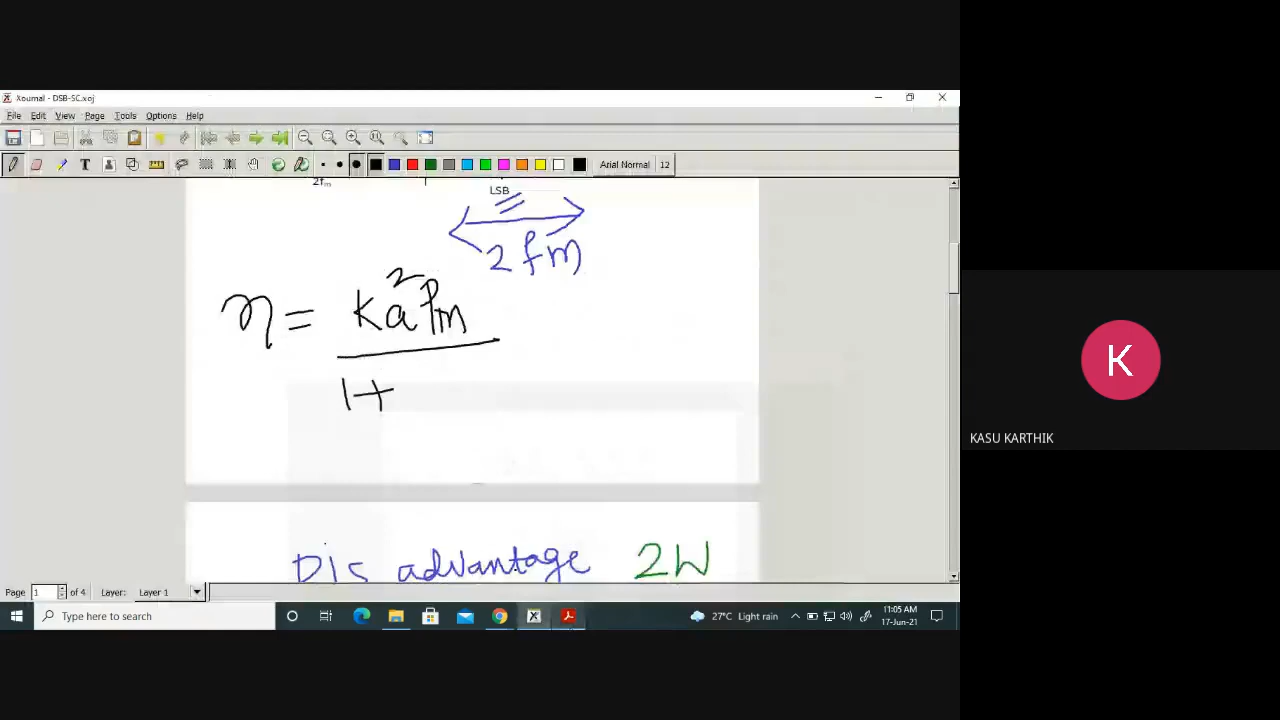 Xournal - DSB-SC.xoj
File Edit View Page Tools Options Help
T Arial Normal 12
2fm LSB
2 fm
η = Ka²Pm
1+
Dis advantage 2W
K
KASU KARTHIK
Page 1 of 4 Layer: Layer 1
Type here to search 27°C Light rain 11:05 AM
17-Jun-21